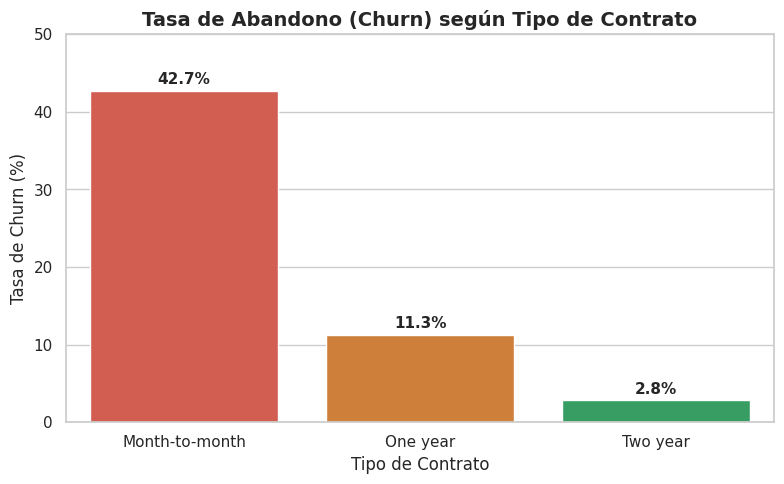 Tasa de Abandono (Churn) según Tipo de Contrato
50
40
30
20
10
0
Tasa de Churn (%)
42.7%
11.3%
2.8%
Month-to-month
One year
Two year
Tipo de Contrato